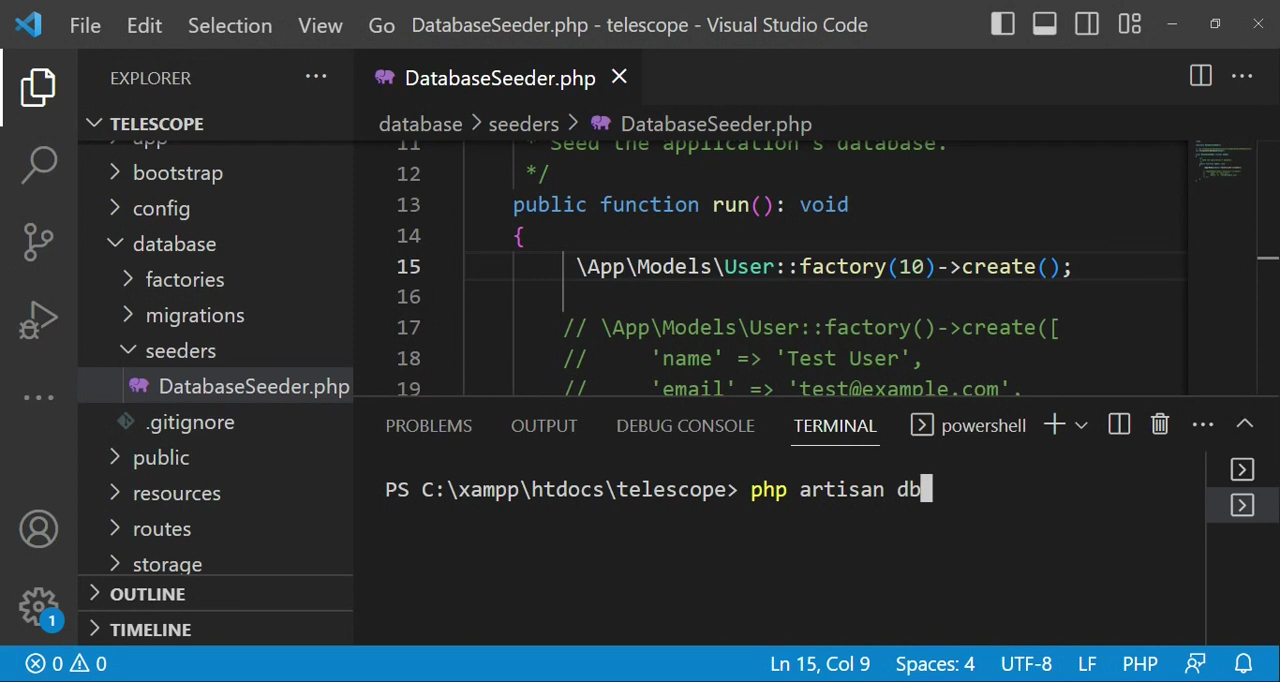 File Edit Selection View Go DatabaseSeeder.php - telescope - Visual Studio Code
EXPLORER ···
TELESCOPE
app
bootstrap
config
database
factories
migrations
seeders
DatabaseSeeder.php
.gitignore
public
resources
routes
storage
OUTLINE
TIMELINE
1
DatabaseSeeder.php
database > seeders > DatabaseSeeder.php
11 * Seed the application's database.
12 */
13 public function run(): void
14 {
15 \App\Models\User::factory(10)->create();
16
17 // \App\Models\User::factory()->create([
18 // 'name' => 'Test User',
19 // 'email' => 'test@example.com',
PROBLEMS OUTPUT DEBUG CONSOLE TERMINAL powershell
PS C:\xampp\htdocs\telescope> php artisan db
0 0 Ln 15, Col 9 Spaces: 4 UTF-8 LF PHP